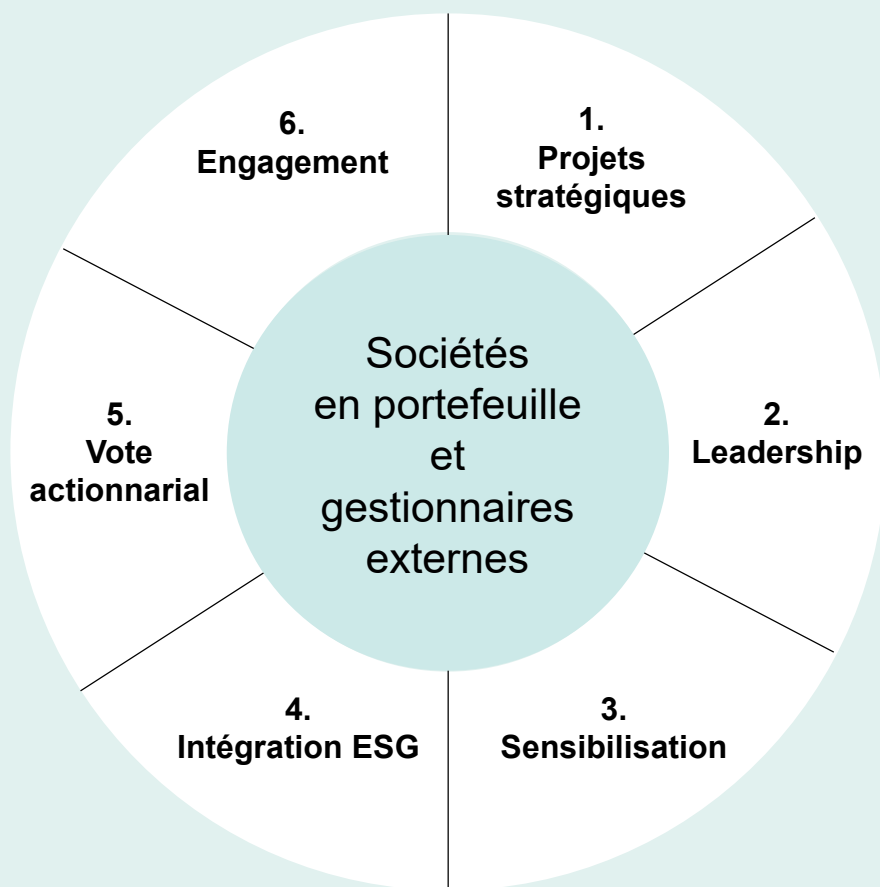 1.
Projets
stratégiques
2.
Leadership
3.
Sensibilisation
4.
Intégration ESG
5.
Vote
actionnarial
6.
Engagement
Sociétés
en portefeuille
et
gestionnaires
externes